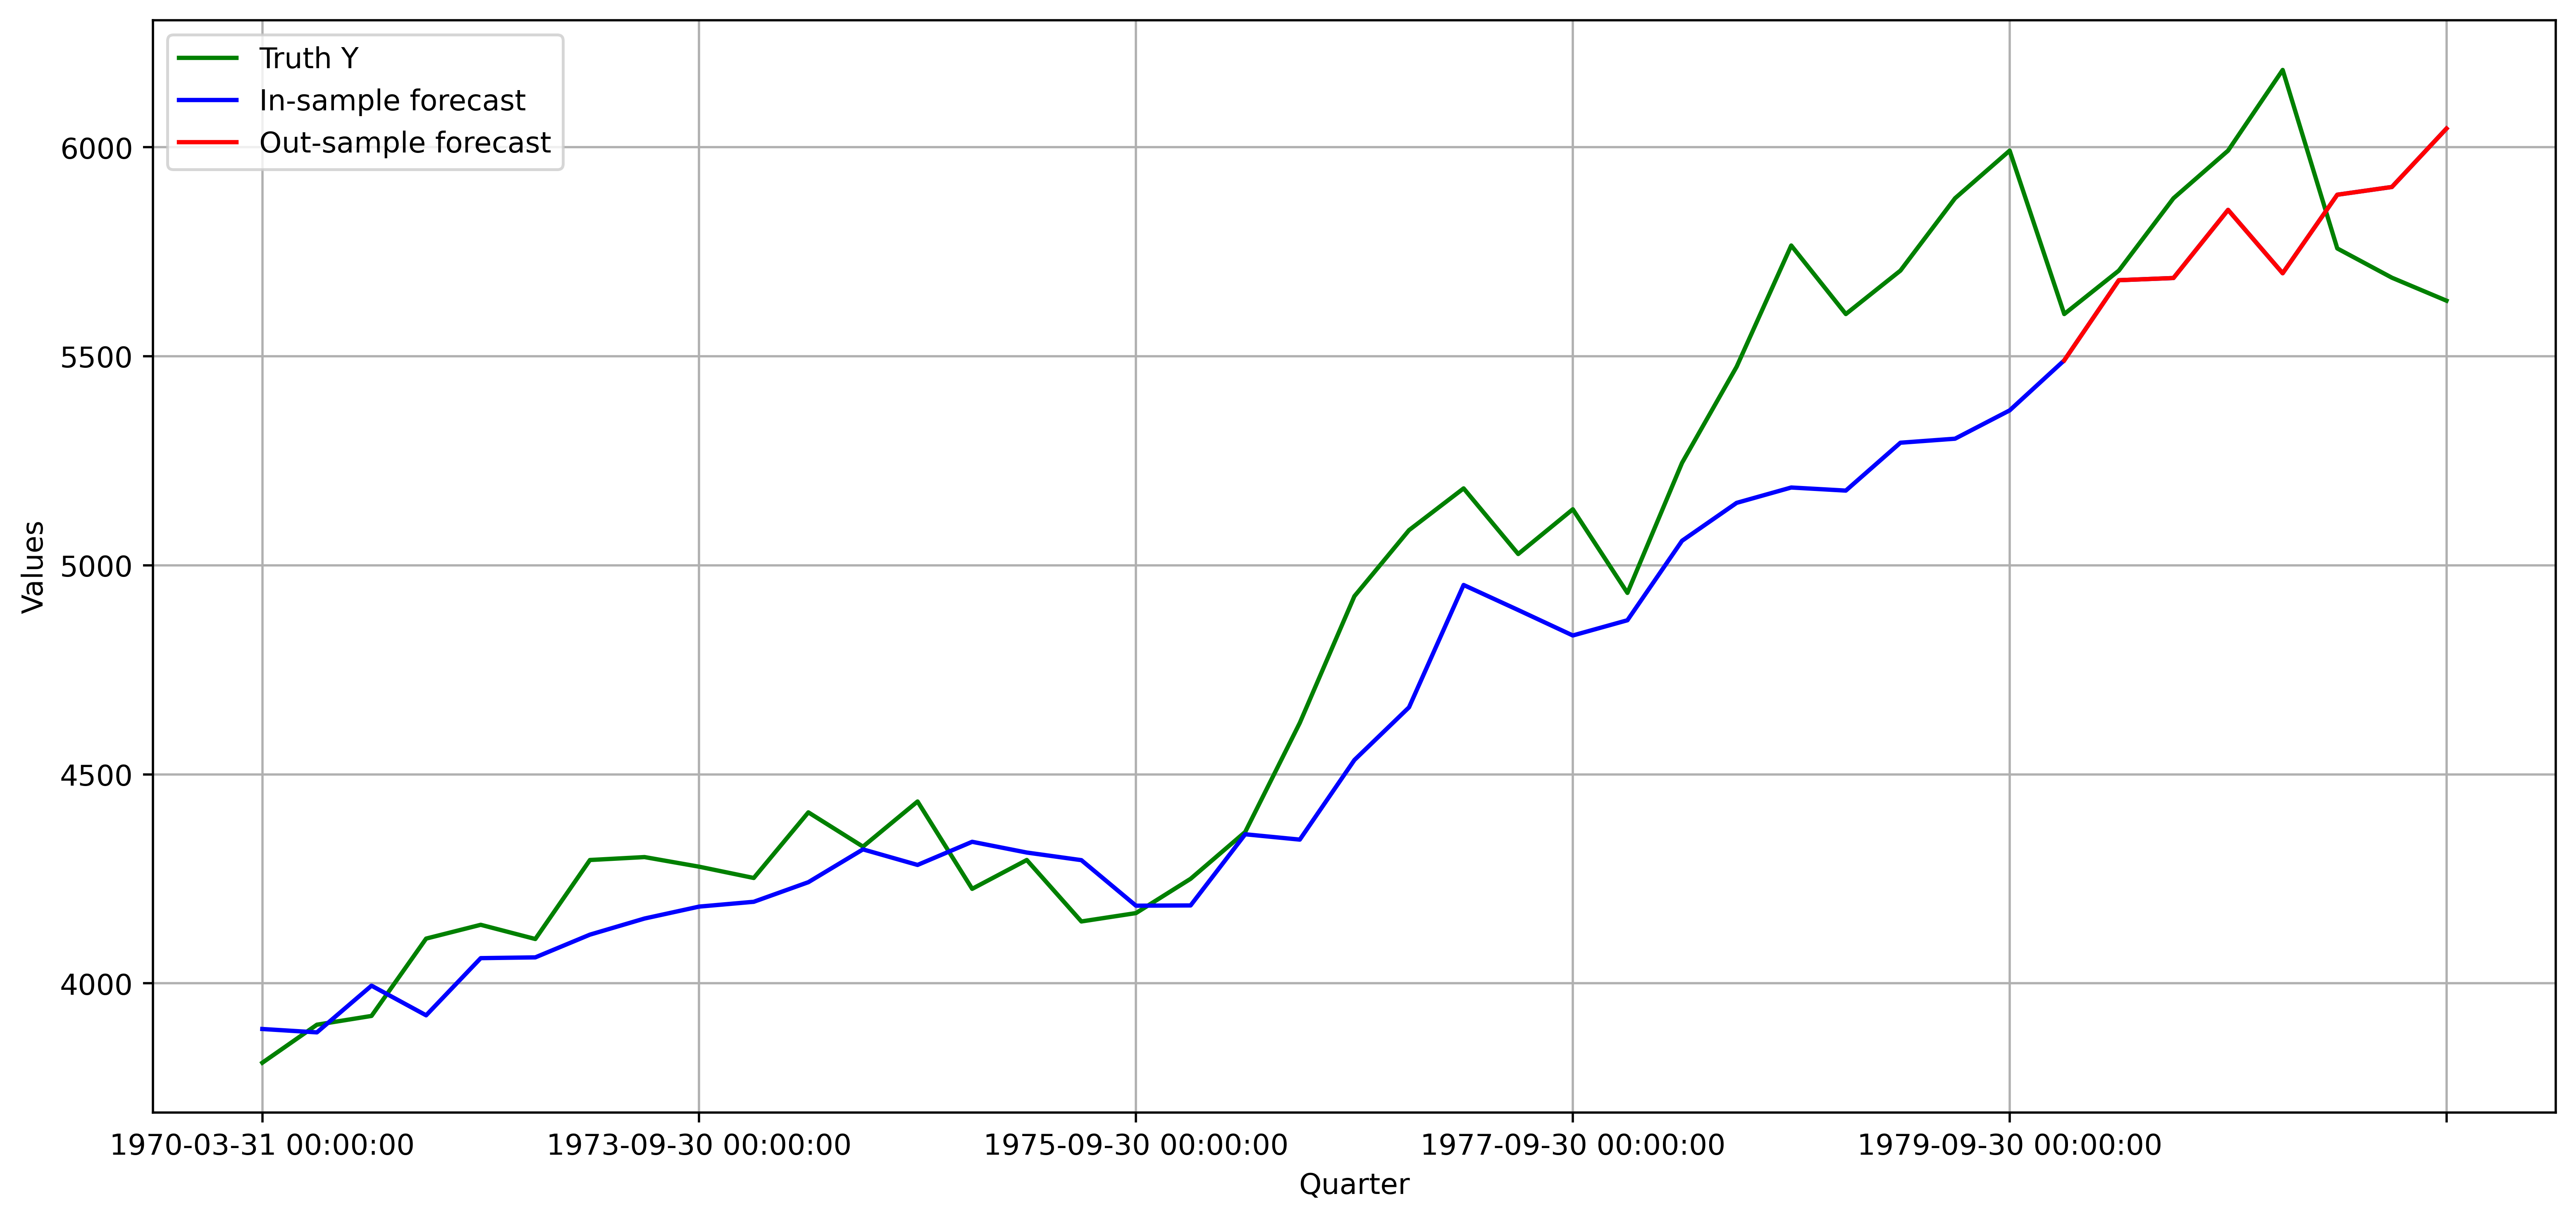 Truth Y
In-sample forecast
Out-sample forecast
6000
5500
5000
4500
4000
Values
1970-03-31 00:00:00
1973-09-30 00:00:00
1975-09-30 00:00:00
1977-09-30 00:00:00
1979-09-30 00:00:00
Quarter